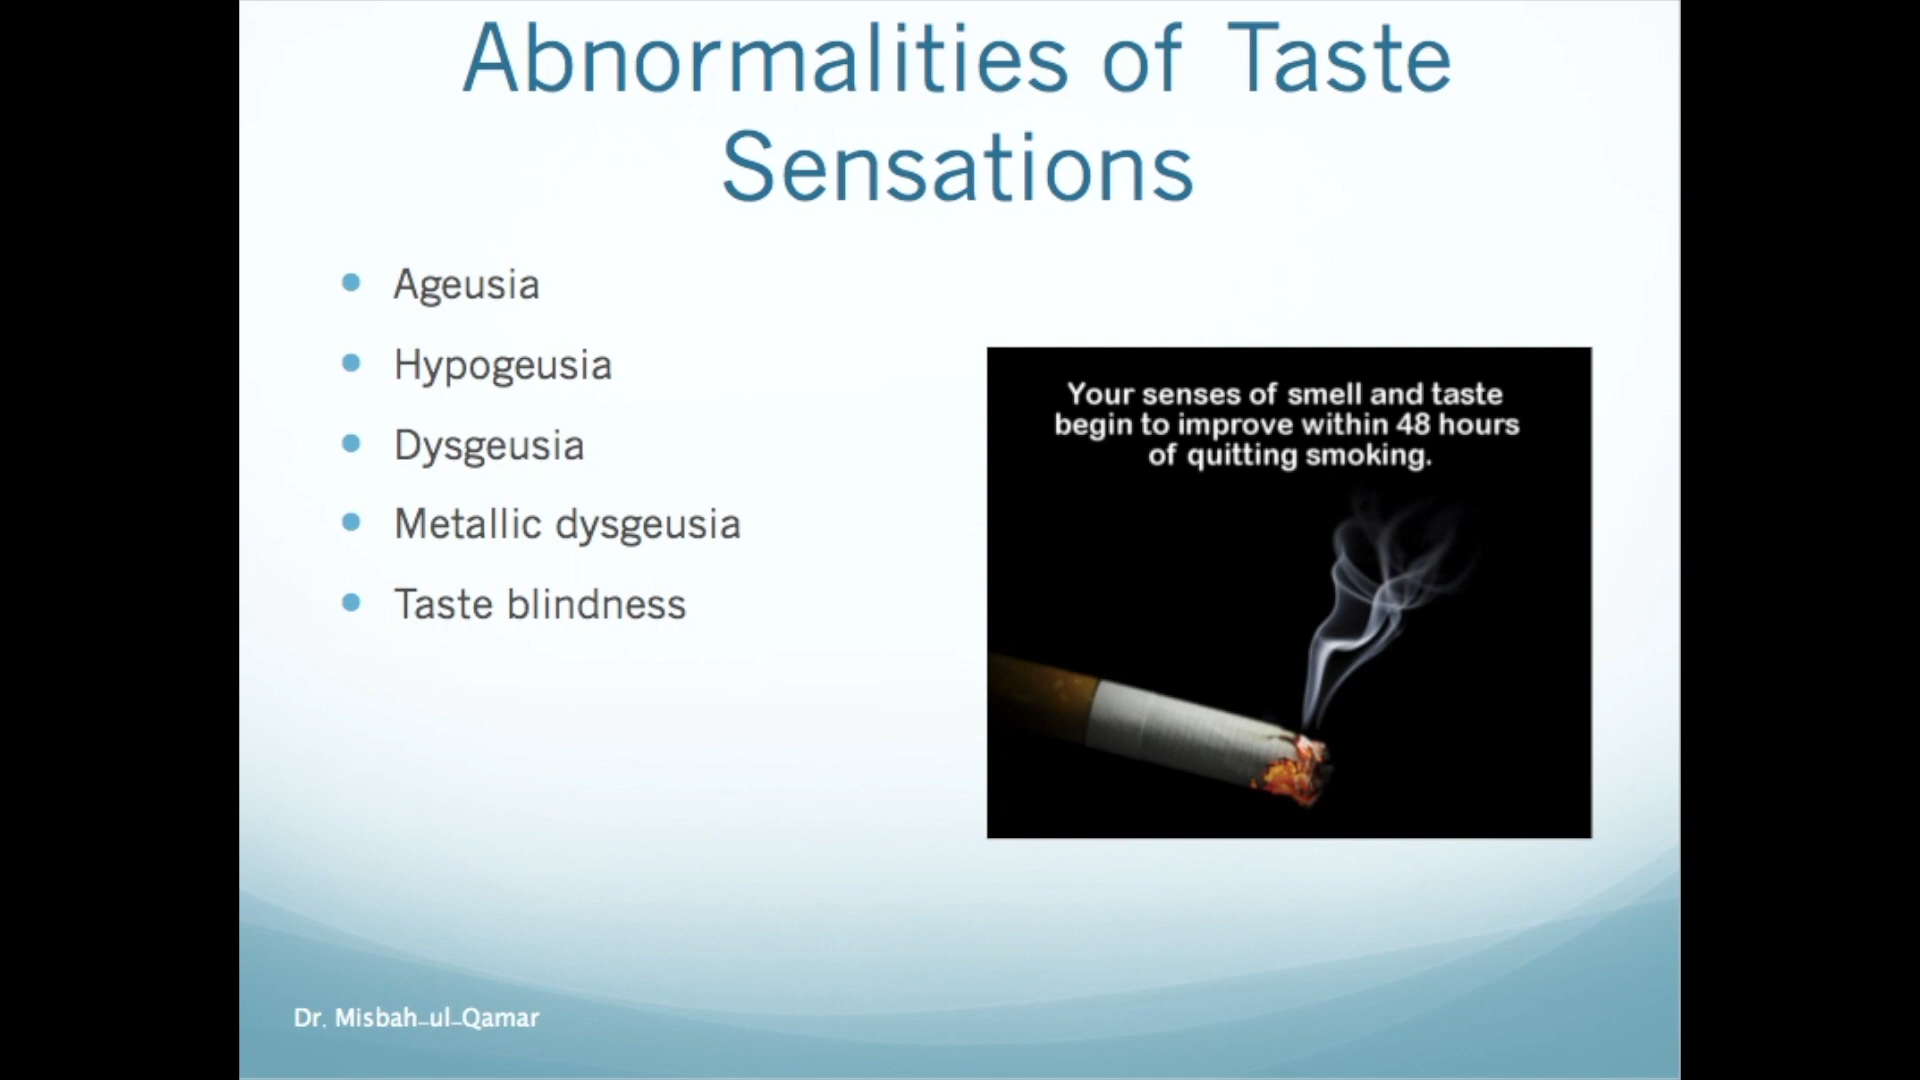 Abnormalities of Taste
Sensations
Ageusia
Hypogeusia
Dysgeusia
Metallic dysgeusia
Taste blindness
Your senses of smell and taste
begin to improve within 48 hours
of quitting smoking.
Dr. Misbah-ul-Qamar